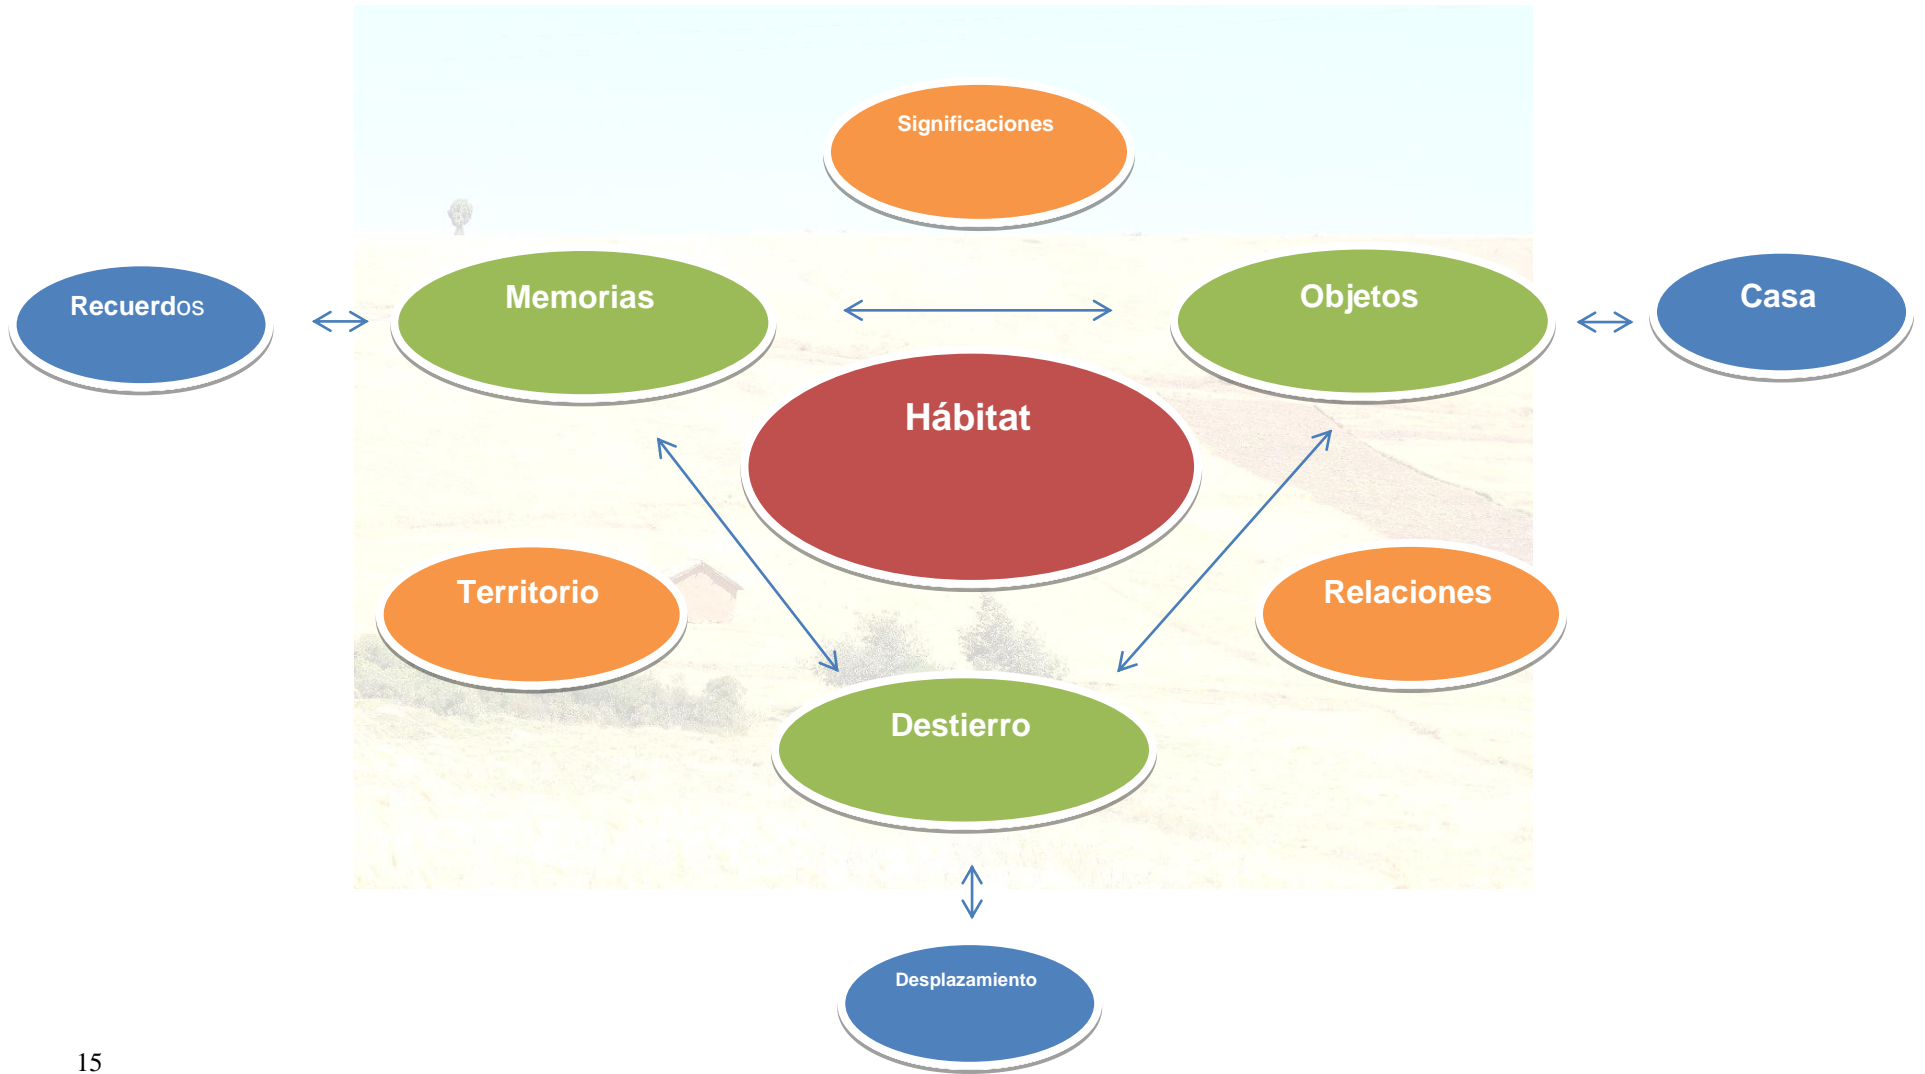 Significaciones
Recuerdos
Memorias
Objetos
Casa
Hábitat
Territorio
Relaciones
Destierro
Desplazamiento
15